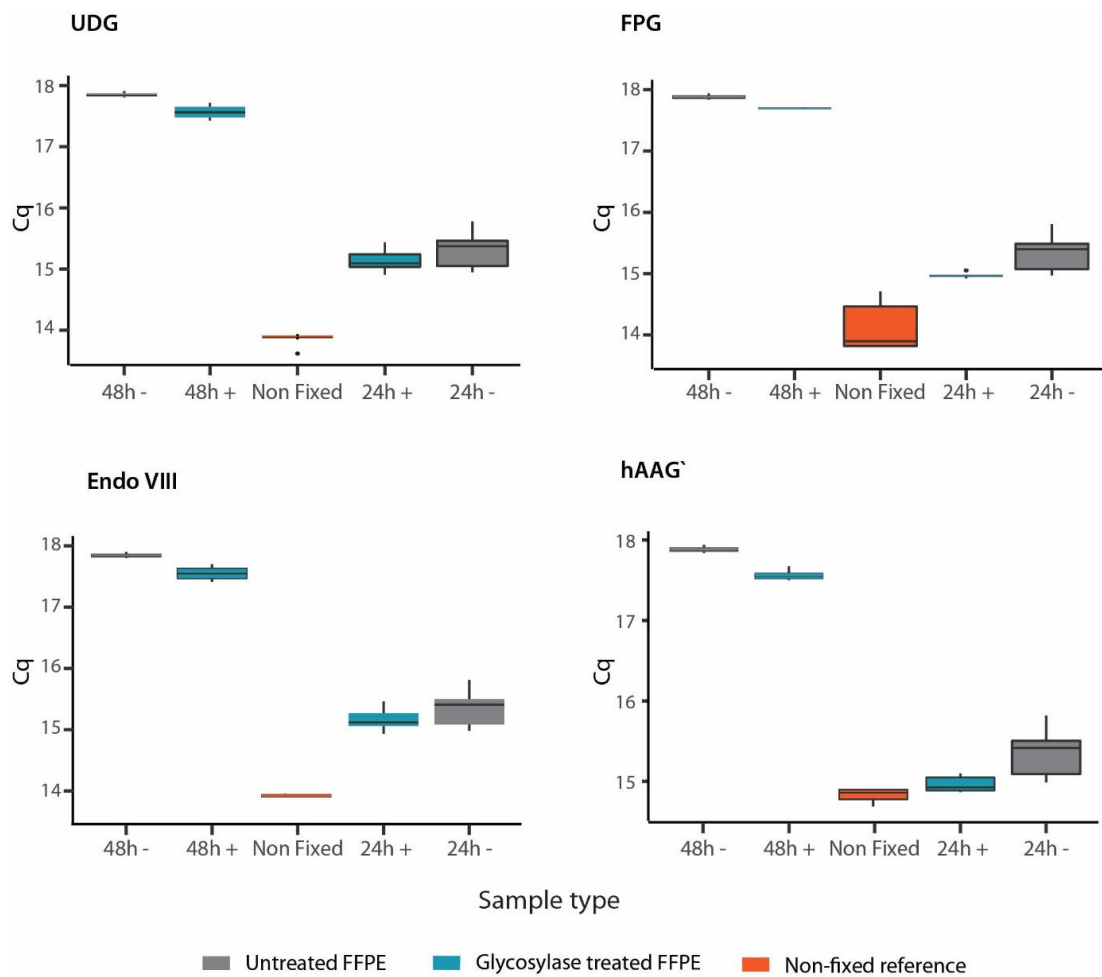 UDG
18
17
16
15
14
Cq
48h - 48h + Non Fixed 24h + 24h -
FPG
18
17
16
15
14
Cq
48h - 48h + Non Fixed 24h + 24h -
Endo VIII
18
17
16
15
14
Cq
48h - 48h + Non Fixed 24h + 24h -
hAAG`
18
17
16
15
Cq
48h - 48h + Non Fixed 24h + 24h -
Sample type
Untreated FFPE Glycosylase treated FFPE Non-fixed reference